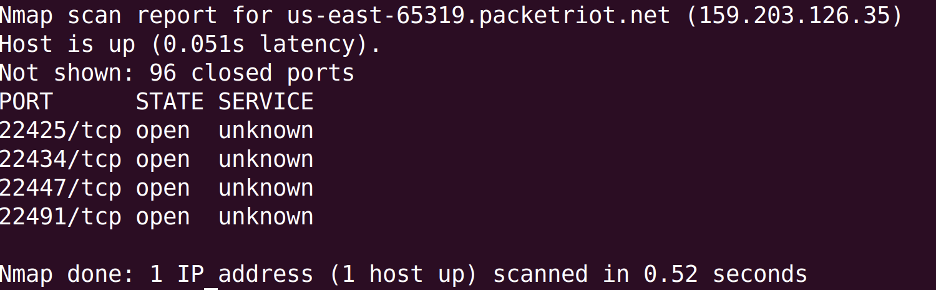 Nmap scan report for us-east-65319.packetriot.net (159.203.126.35)
Host is up (0.051s latency).
Not shown: 96 closed ports
PORT      STATE SERVICE
22425/tcp open  unknown
22434/tcp open  unknown
22447/tcp open  unknown
22491/tcp open  unknown
Nmap done: 1 IP address (1 host up) scanned in 0.52 seconds